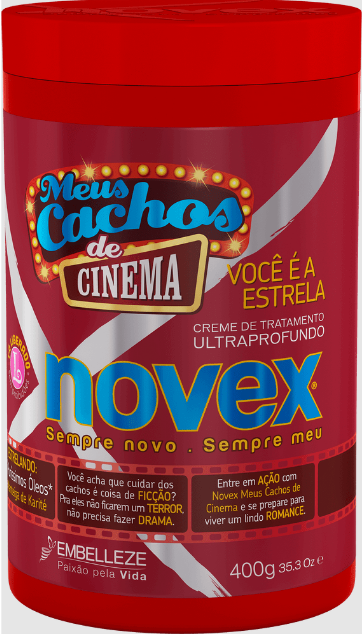 Meus
Cachos
de
CINEMA
VOCÊ É A
ESTRELA
CREME DE TRATAMENTO
ULTRAPROFUNDO
LIBERADO
novex®
Sempre novo . Sempre meu
Óleos*
de Karité
Você acha que cuidar dos
cachos é coisa de FICÇÃO?
Pra eles não ficarem um TERROR,
não precisa fazer DRAMA.
Entre em AÇÃO com
Novex Meus Cachos de
Cinema e se prepare para
viver um lindo ROMANCE.
EMBELLEZE
Paixão pela Vida
400g 35.3 Oz e